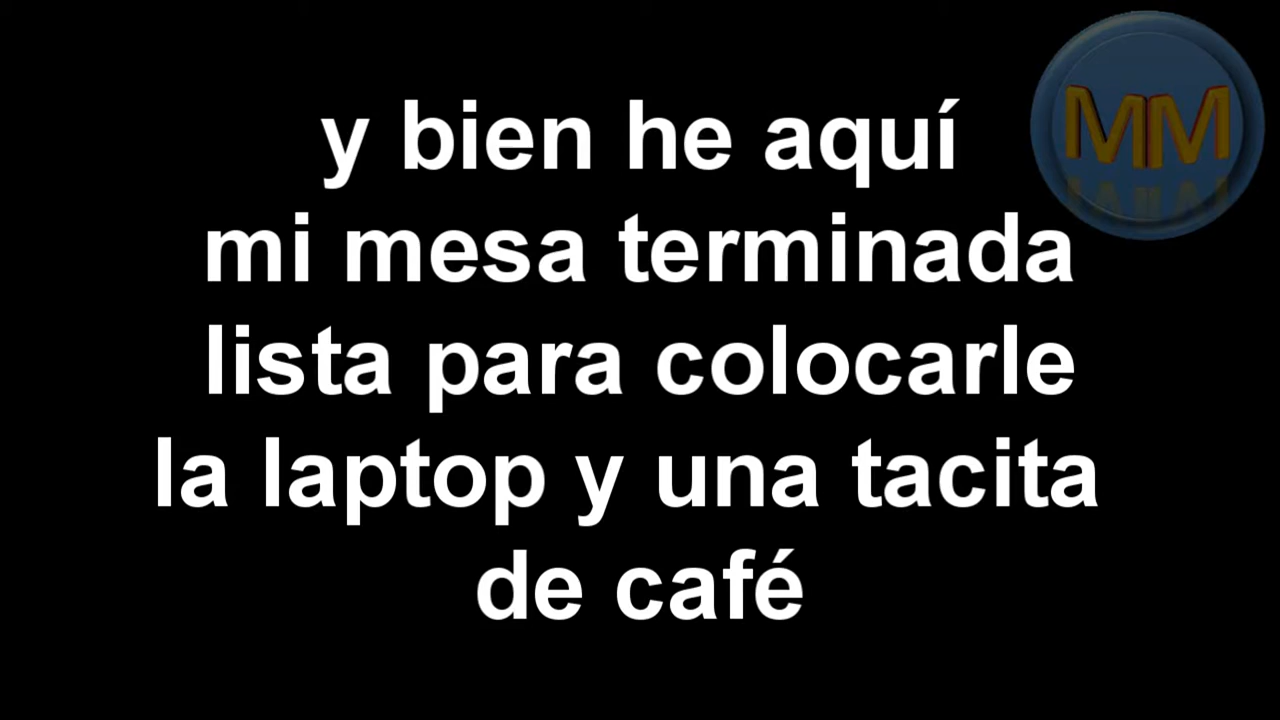 MM
y bien he aquí
mi mesa terminada
lista para colocarle
la laptop y una tacita
de café